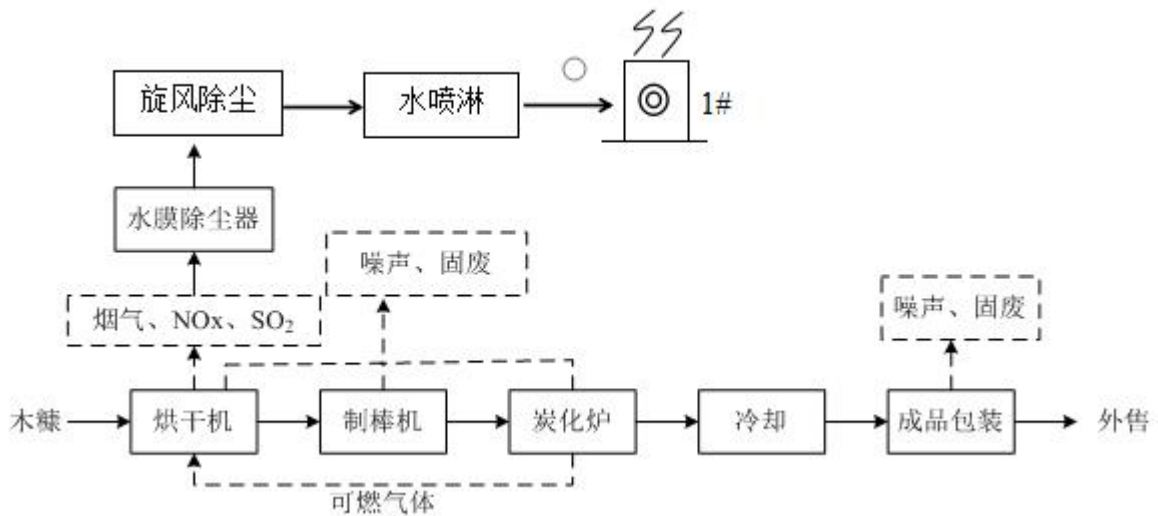 旋风除尘
水喷淋
1#
水膜除尘器
噪声、固废
烟气、NOx、SO₂
噪声、固废
木糠
烘干机
制棒机
炭化炉
冷却
成品包装
外售
可燃气体